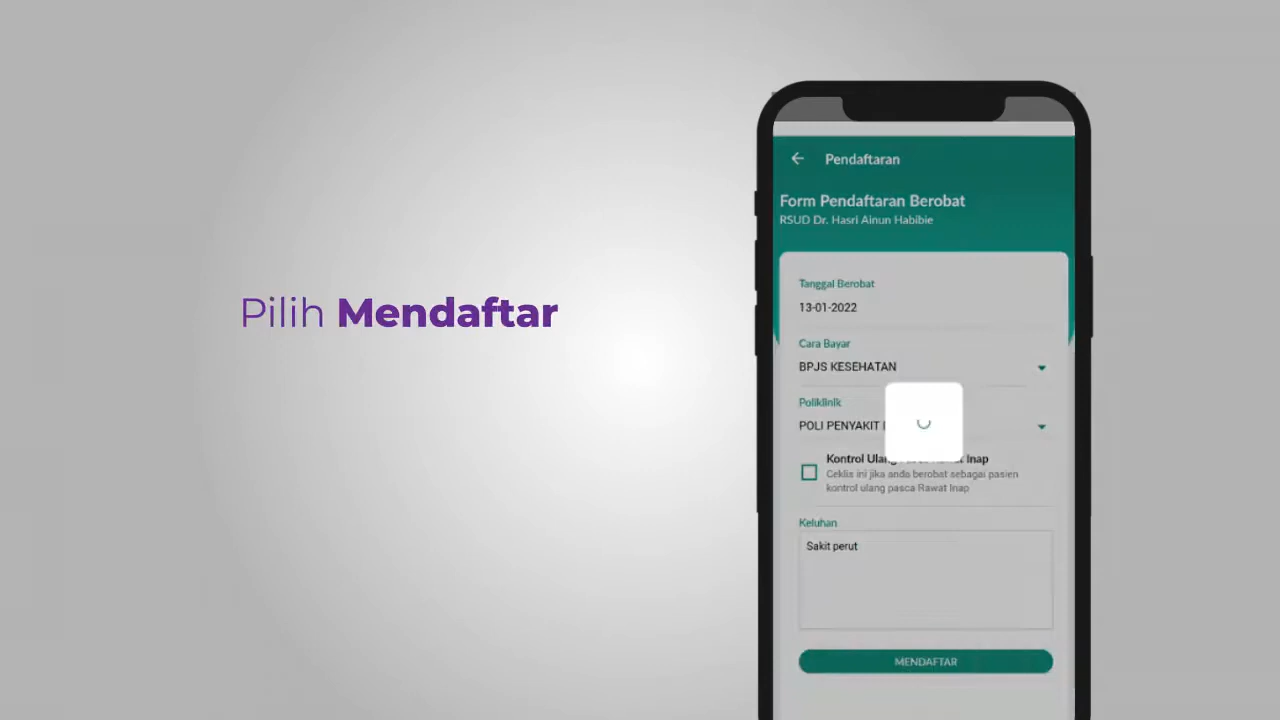 Pilih Mendaftar
Pendaftaran
Form Pendaftaran Berobat
RSUD Dr. Hasri Ainun Habibie
Tanggal Berobat
13-01-2022
Cara Bayar
BPJS KESEHATAN
Poliklinik
POLI PENYAKIT
Kontrol Ulang Inap
Ceklis ini jika anda berobat sebagai pasien
kontrol ulang pasca Rawat Inap
Keluhan
Sakit perut
MENDAFTAR